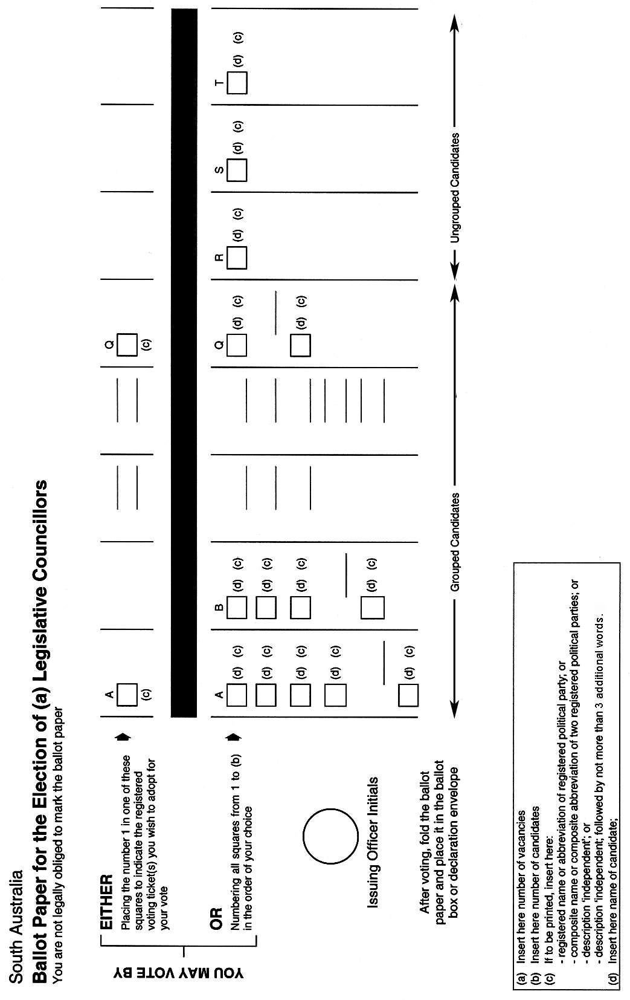 South Australia
Ballot Paper for the Election of (a) Legislative Councillors
You are not legally obliged to mark the ballot paper
YOU MAY VOTE BY
EITHER
Placing the number 1 in one of these
squares to indicate the registered
voting ticket(s) you wish to adopt for
your vote
A
(c)
Q
(c)
OR
Numbering all squares from 1 to (b)
in the order of your choice
A
(d) (c)
(d) (c)
(d) (c)
(d) (c)
(d) (c)
B
(d) (c)
(d) (c)
(d) (c)
(d) (c)
Q
(d) (c)
(d) (c)
R
(d) (c)
S
(d) (c)
T
(d) (c)
Issuing Officer Initials
After voting, fold the ballot
paper and place it in the ballot
box or declaration envelope
Grouped Candidates
Ungrouped Candidates
(a) Insert here number of vacancies
(b) Insert here number of candidates
(c) If to be printed, insert here:
- registered name or abbreviation of registered political party; or
- composite name or composite abbreviation of two registered political parties; or
- description 'independent'; or
- description 'independent; followed by not more than 3 additional words.
(d) Insert here name of candidate;